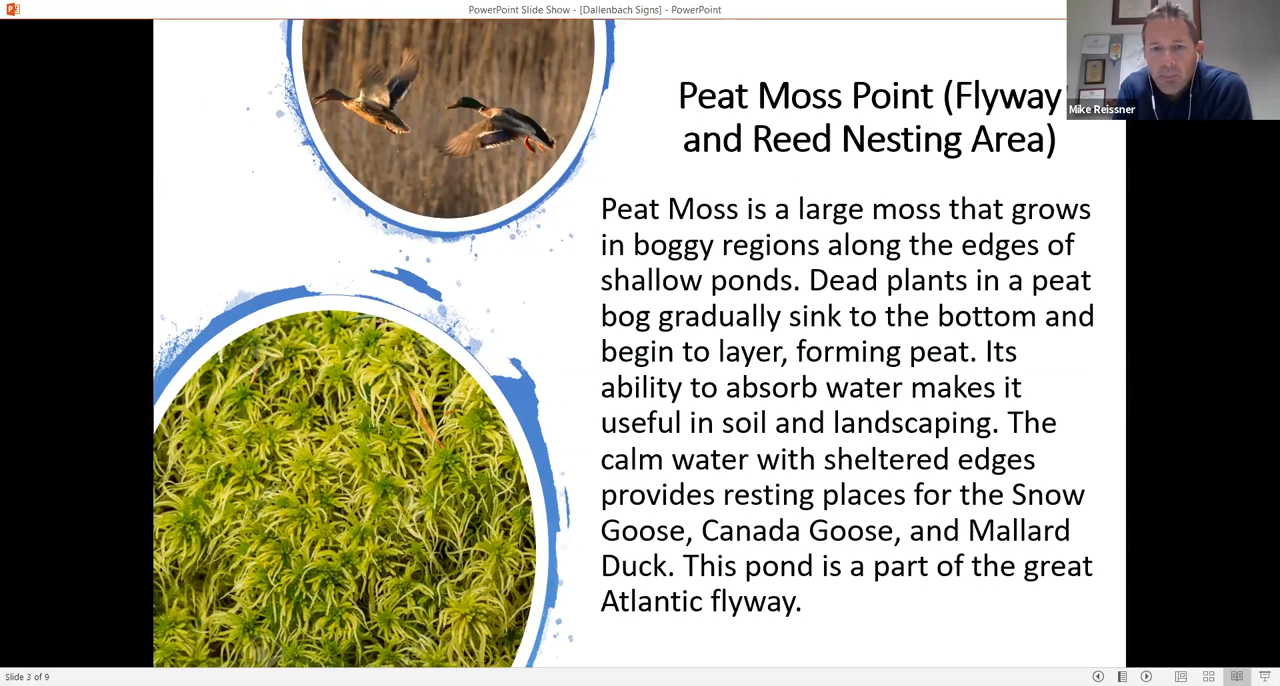 PowerPoint Slide Show - [Dallenbach Signs] - PowerPoint
Mike Reissner
Peat Moss Point (Flyway
and Reed Nesting Area)
Peat Moss is a large moss that grows
in boggy regions along the edges of
shallow ponds. Dead plants in a peat
bog gradually sink to the bottom and
begin to layer, forming peat. Its
ability to absorb water makes it
useful in soil and landscaping. The
calm water with sheltered edges
provides resting places for the Snow
Goose, Canada Goose, and Mallard
Duck. This pond is a part of the great
Atlantic flyway.
Slide 3 of 9